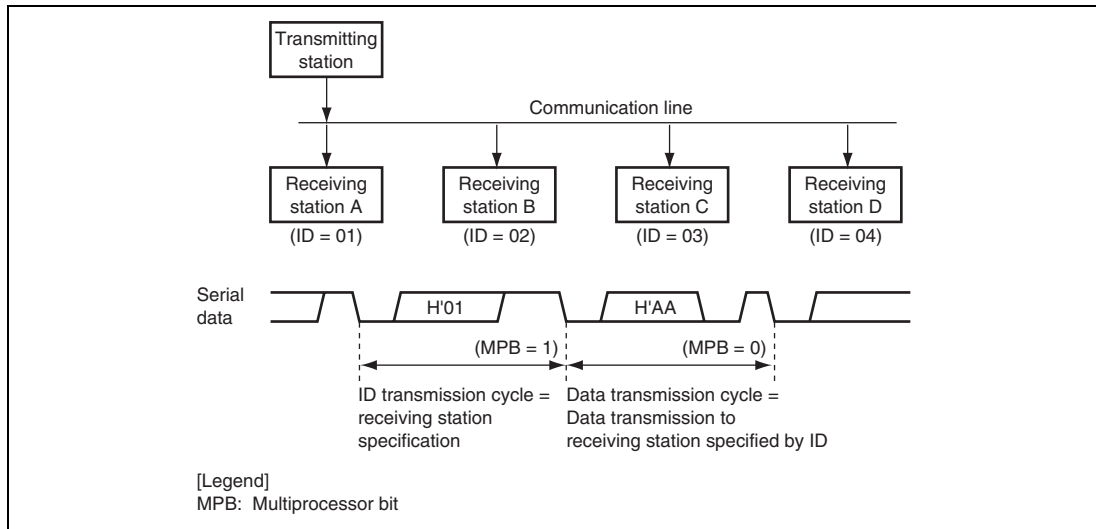 Transmitting
station
Communication line
Receiving
station A
Receiving
station B
Receiving
station C
Receiving
station D
(ID = 01)
(ID = 02)
(ID = 03)
(ID = 04)
Serial
data
H'01
H'AA
(MPB = 1)
(MPB = 0)
ID transmission cycle =
receiving station
specification
Data transmission cycle =
Data transmission to
receiving station specified by ID
[Legend]
MPB: Multiprocessor bit